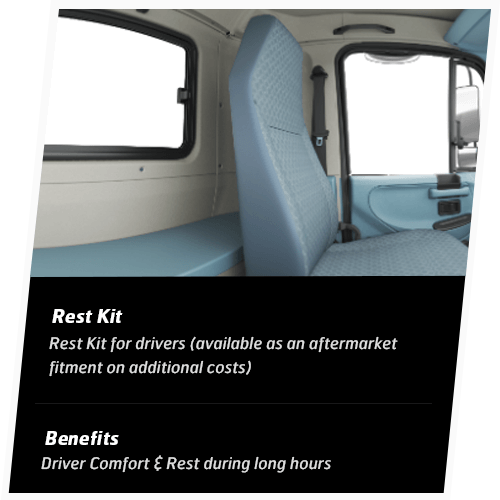 Rest Kit
Rest Kit for drivers (available as an aftermarket
fitment on additional costs)
Benefits
Driver Comfort & Rest during long hours